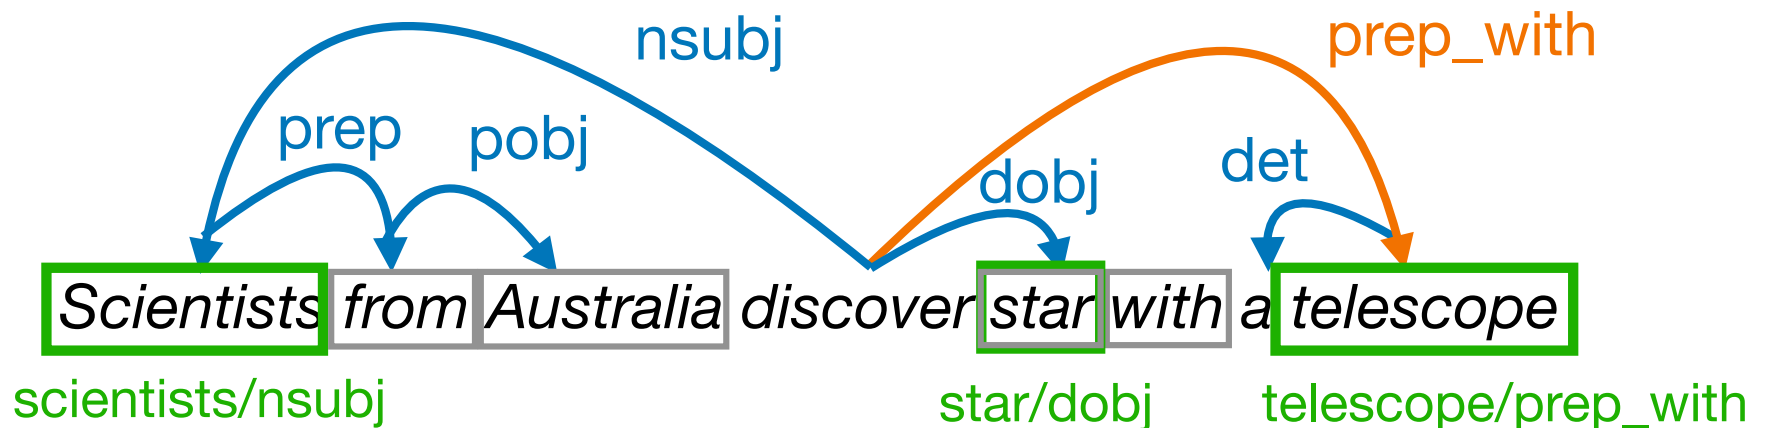 nsubj
prep_with
prep
pobj
dobj
det
Scientists from Australia discover star with a telescope
scientists/nsubj
star/dobj
telescope/prep_with